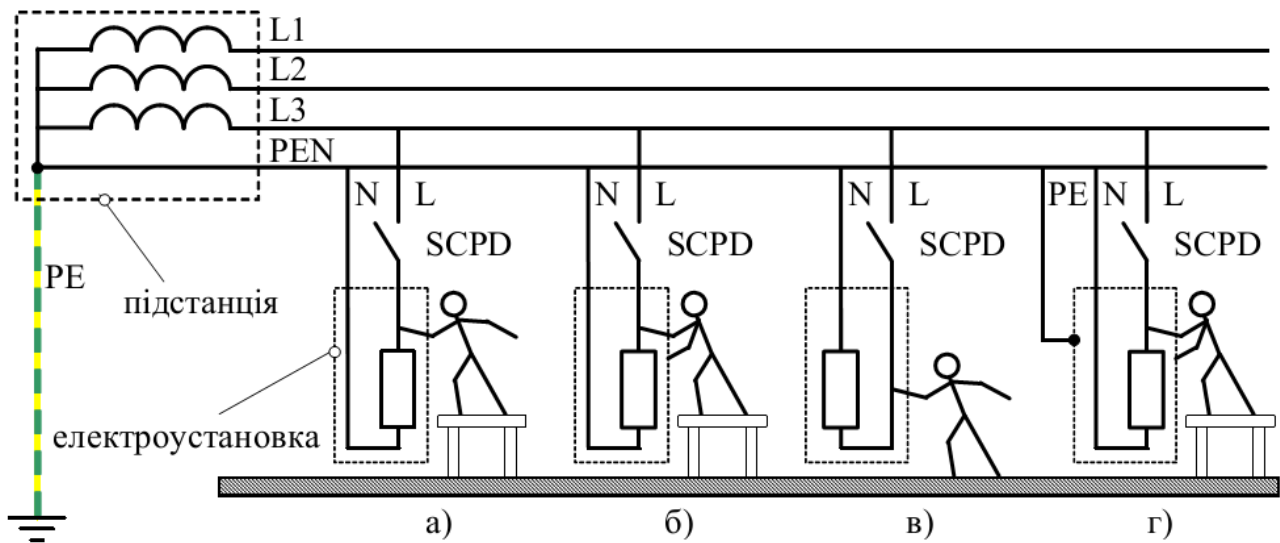 L1
L2
L3
PEN
N L
N L
N L
PE N L
SCPD
SCPD
SCPD
SCPD
PE
підстанція
електроустановка
а)
б)
в)
г)